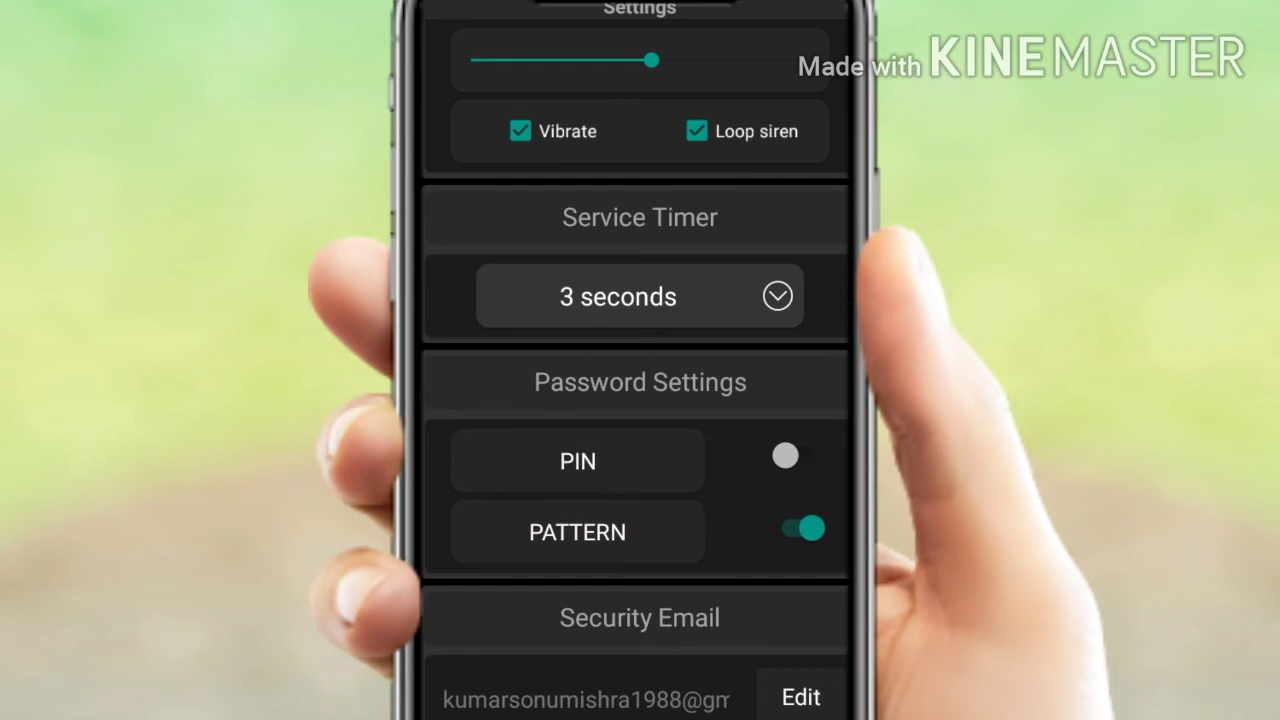 Settings
Made with KINEMASTER
Vibrate
Loop siren
Service Timer
3 seconds
Password Settings
PIN
PATTERN
Security Email
kumarsonumishra1988@gm
Edit